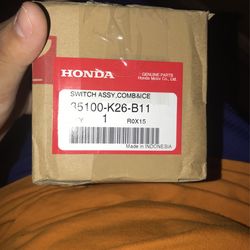 HONDA
GENUINE PARTS
Honda Motor Co., Ltd.
SWITCH ASSY,COMB&ICE
35100-K26-B11
1 R0X15
Made in INDONESIA